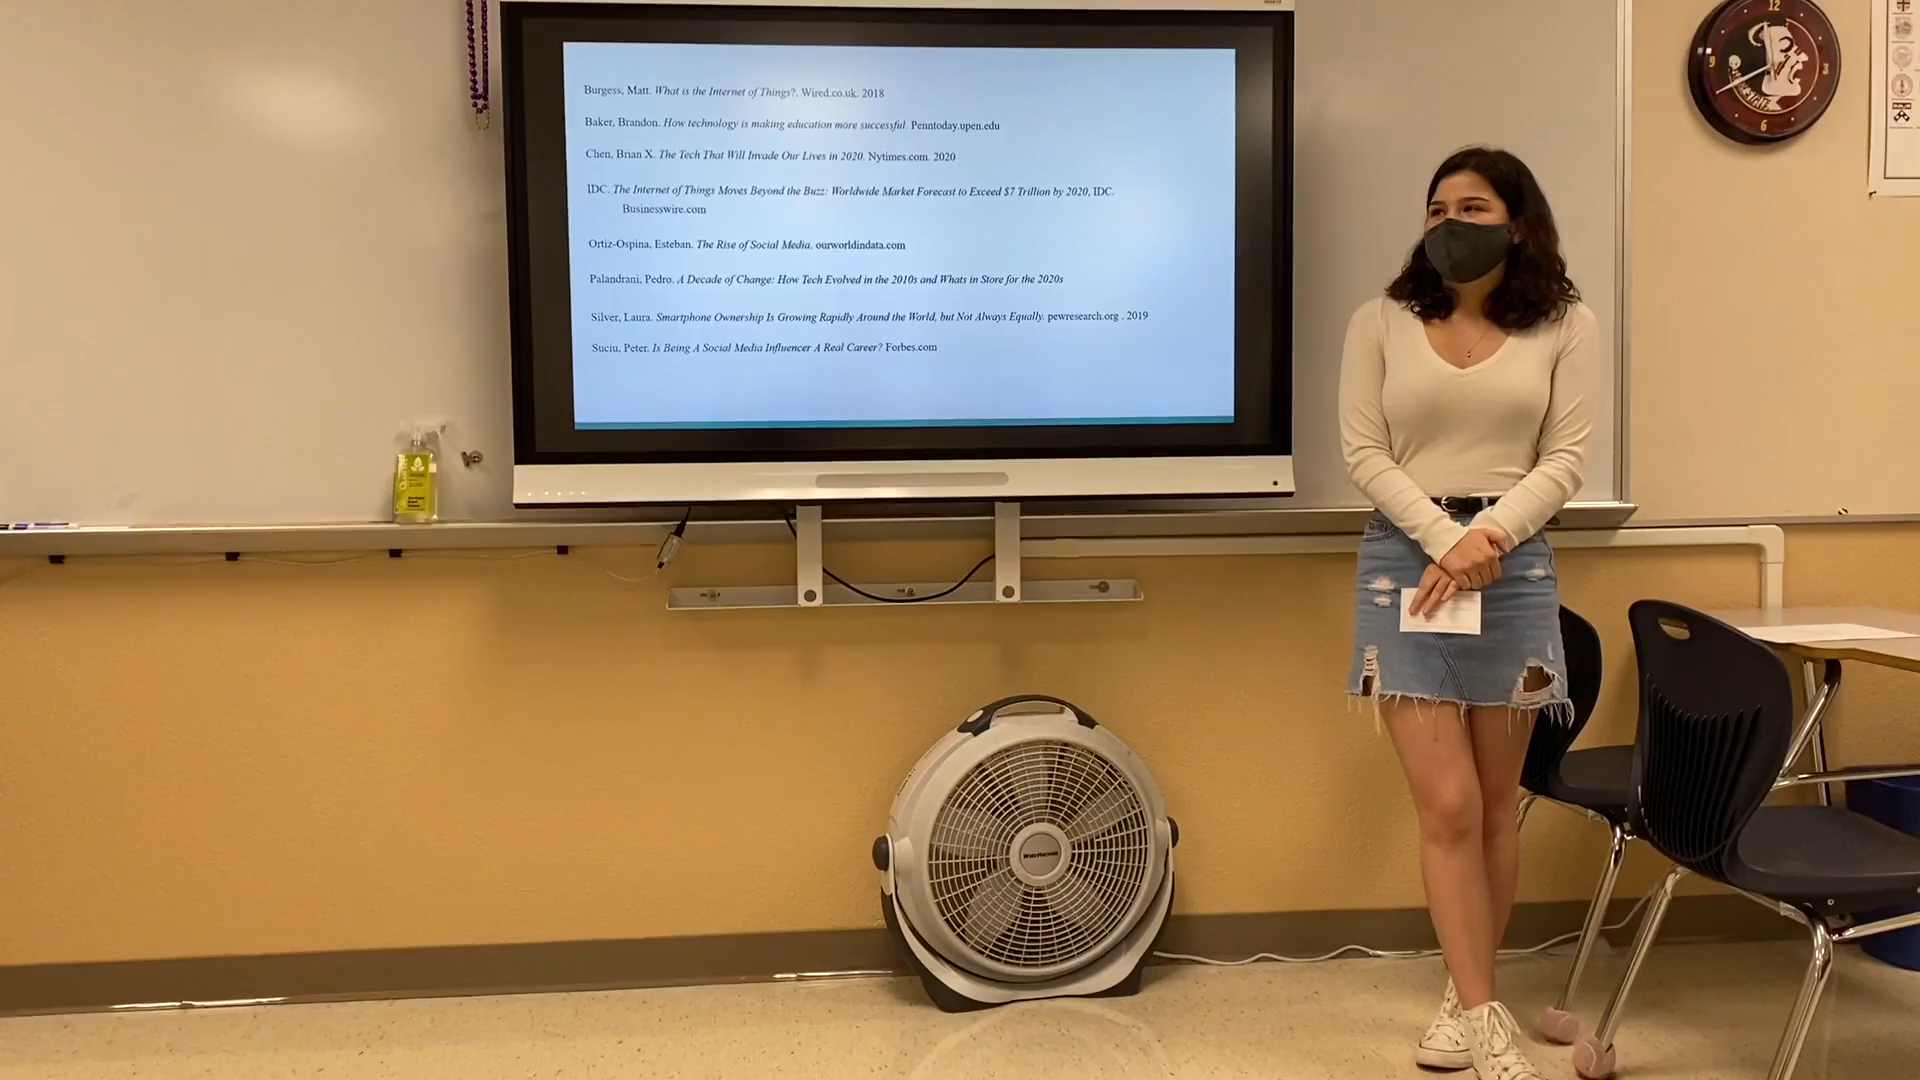 Burgess, Matt. What is the Internet of Things?. Wired.co.uk. 2018
Baker, Brandon. How technology is making education more successful. Penntoday.upen.edu
Chen, Brian X. The Tech That Will Invade Our Lives in 2020. Nytimes.com. 2020
IDC. The Internet of Things Moves Beyond the Buzz: Worldwide Market Forecast to Exceed $7 Trillion by 2020, IDC.
Businesswire.com
Ortiz-Ospina, Esteban. The Rise of Social Media. ourworldindata.com
Palandrani, Pedro. A Decade of Change: How Tech Evolved in the 2010s and Whats in Store for the 2020s
Silver, Laura. Smartphone Ownership Is Growing Rapidly Around the World, but Not Always Equally. pewresearch.org . 2019
Suciu, Peter. Is Being A Social Media Influencer A Real Career? Forbes.com
12
9
6